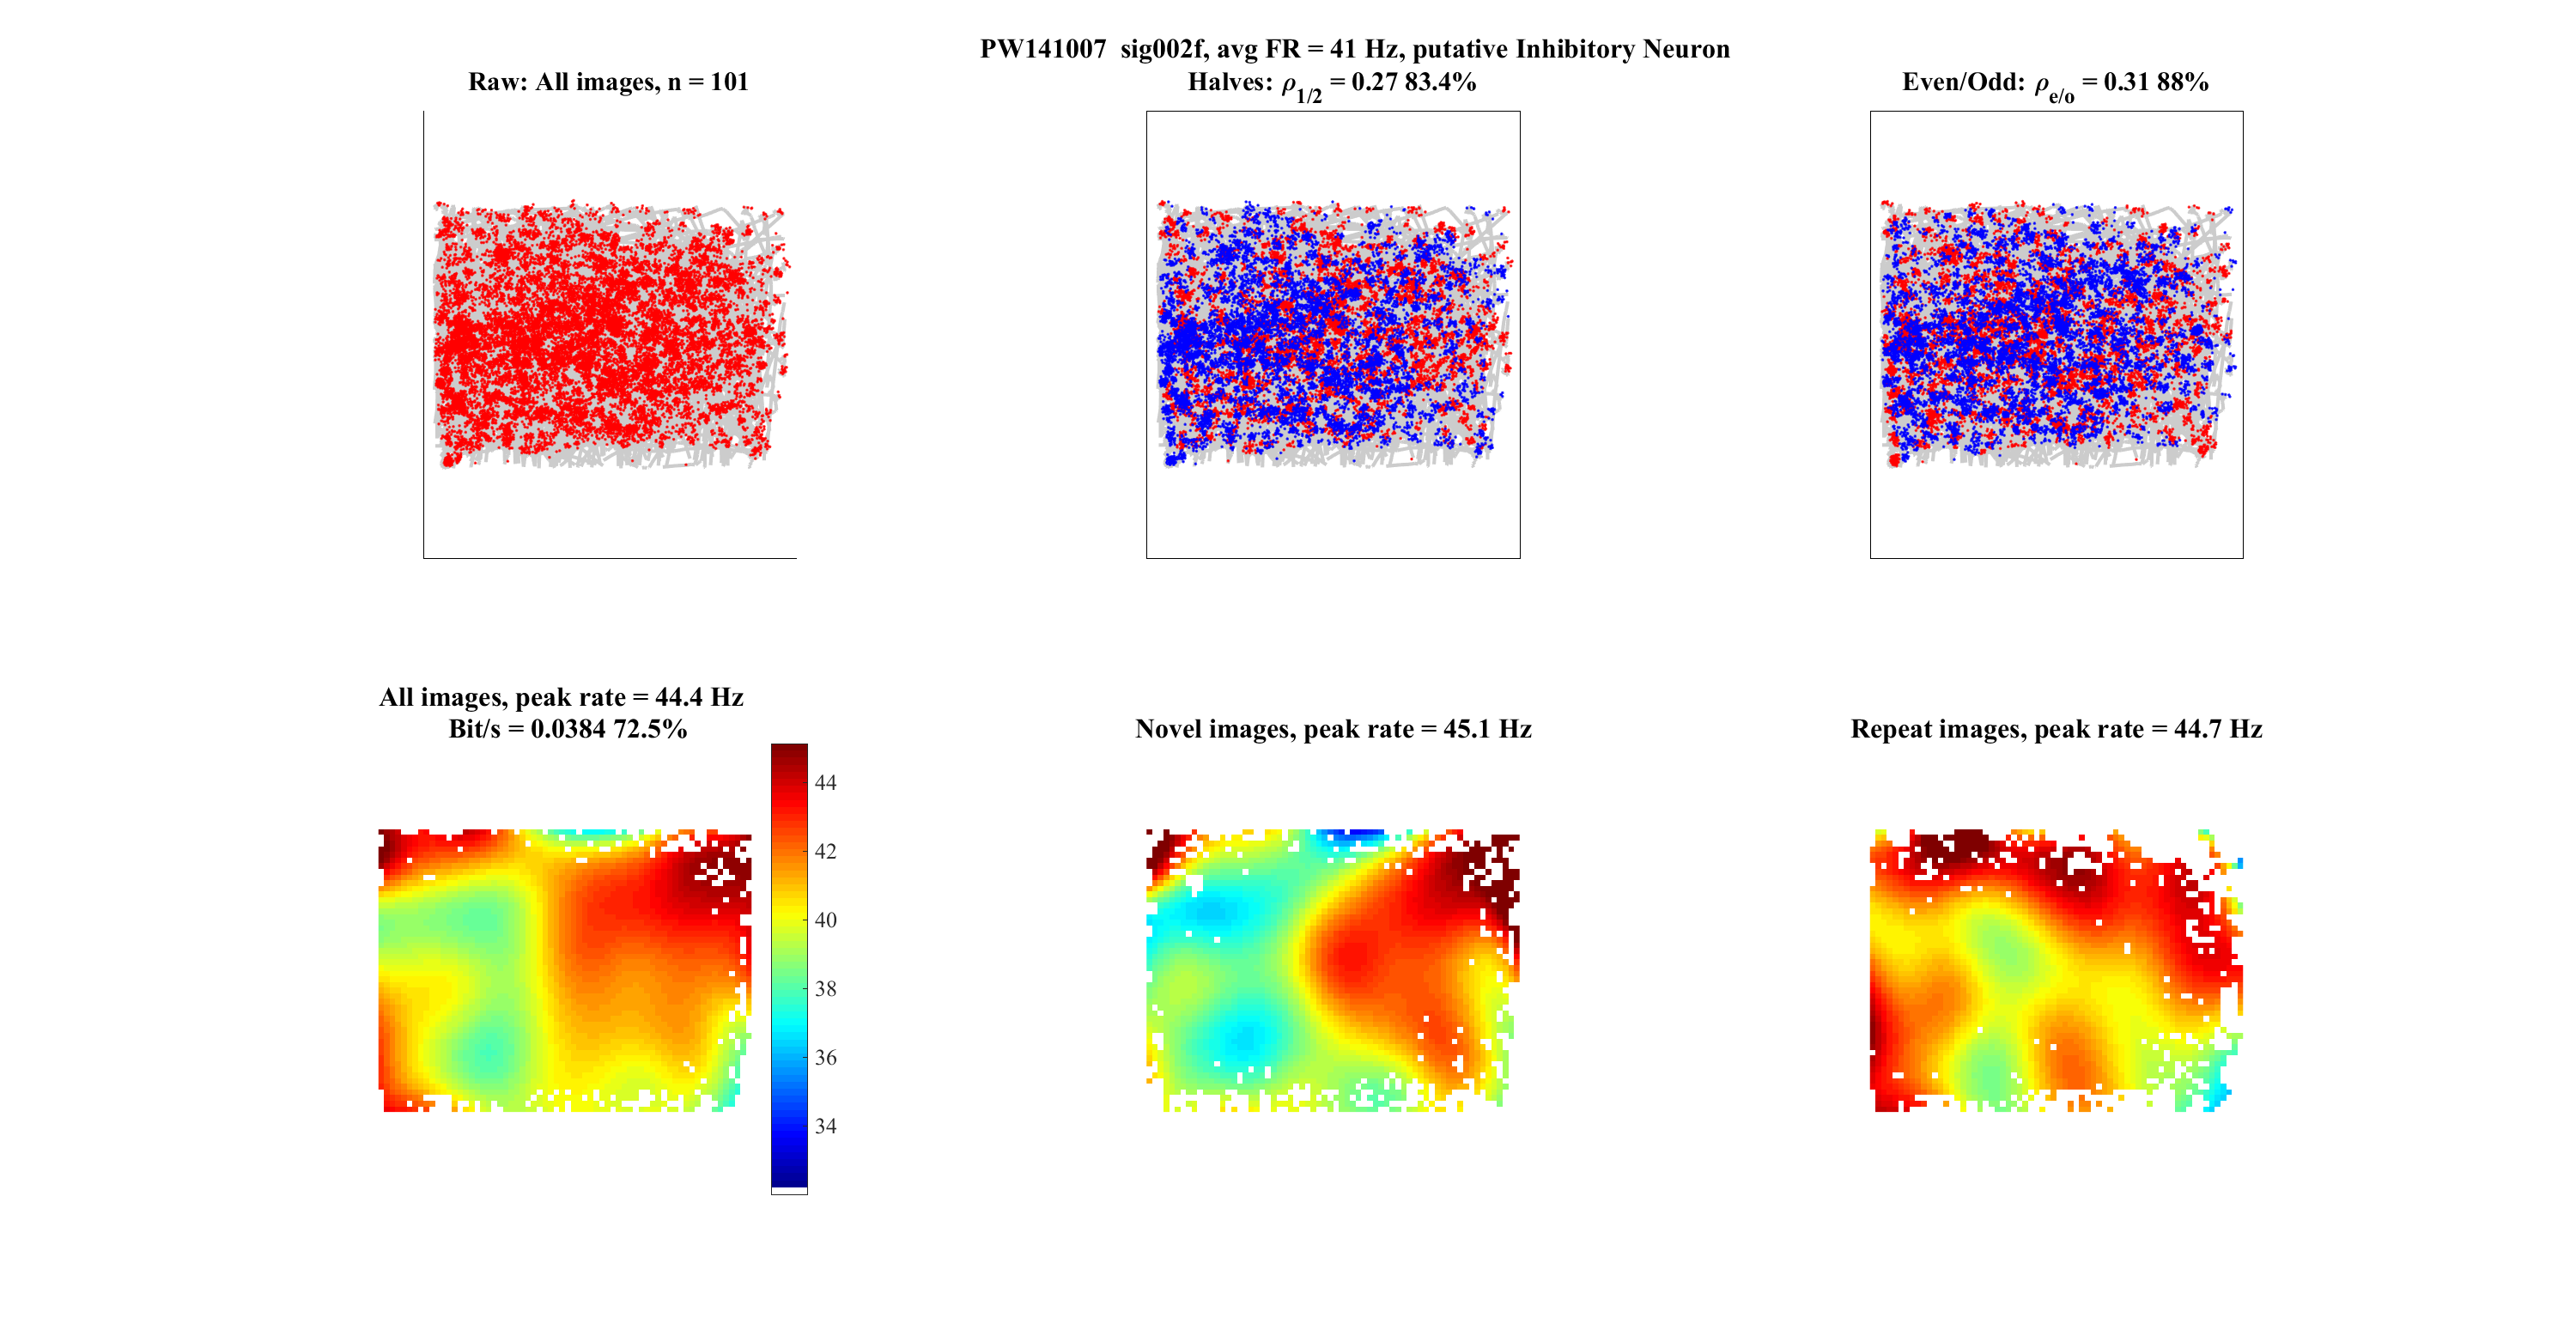 PW141007 sig002f, avg FR = 41 Hz, putative Inhibitory Neuron
Raw: All images, n = 101
Halves: ρ1/2 = 0.27 83.4%
Even/Odd: ρe/o = 0.31 88%
All images, peak rate = 44.4 Hz
Bit/s = 0.0384 72.5%
44
42
40
38
36
34
Novel images, peak rate = 45.1 Hz
Repeat images, peak rate = 44.7 Hz